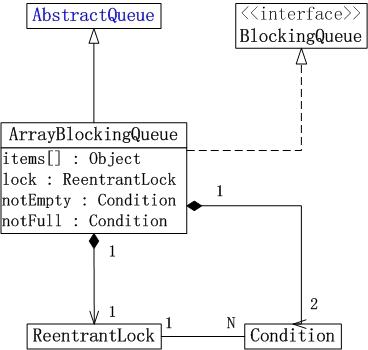 AbstractQueue
<<interface>>
BlockingQueue
ArrayBlockingQueue
items[] : Object
lock : ReentrantLock
notEmpty : Condition
notFull : Condition
1
1
1
2
ReentrantLock
1
N
Condition